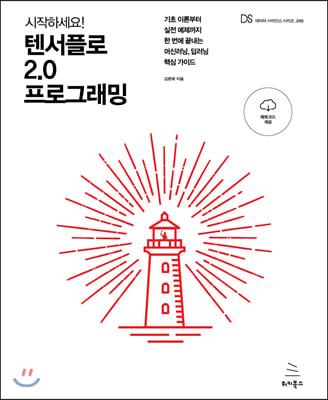 시작하세요!
텐서플로
2.0
프로그래밍
기초 이론부터
실전 예제까지
한 번에 끝내는
머신러닝, 딥러닝
핵심 가이드
김환희 지음
DS 데이터 사이언스 시리즈_049
예제 코드
제공
위키북스